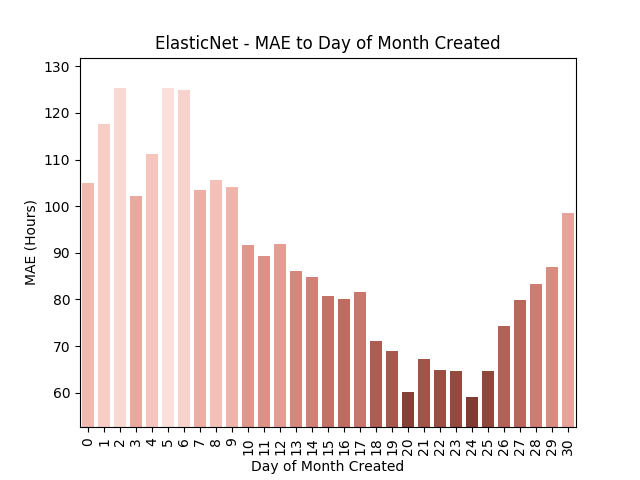 ElasticNet - MAE to Day of Month Created
130
120
110
100
90
80
70
60
MAE (Hours)
0 1 2 3 4 5 6 7 8 9 10 11 12 13 14 15 16 17 18 19 20 21 22 23 24 25 26 27 28 29 30
Day of Month Created